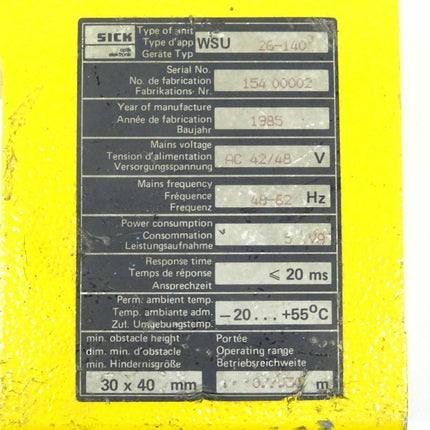 SICK
optik
elektronik
Type of unit
Type d'app
Geräte Typ
WSU 26-140
Serial No.
No. de fabrication
Fabrikations- Nr.
154 00002
Year of manufacture
Année de fabrication
Baujahr
1985
Mains voltage
Tension d'alimentation
Versorgungsspannung
AC 42/48 V
Mains frequency
Fréquence
Frequenz
48-62 Hz
Power consumption
Consommation
Leistungsaufnahme
5
Response time
Temps de réponse
Ansprechzeit
⩽ 20 ms
Perm. ambient temp.
Temp. ambiante adm.
Zul. Umgebungstemp.
−20...+55°C
min. obstacle height
dim. min. d'obstacle
min. Hindernisgröße
30 x 40 mm
Portée
Operating range
Betriebsreichweite
m